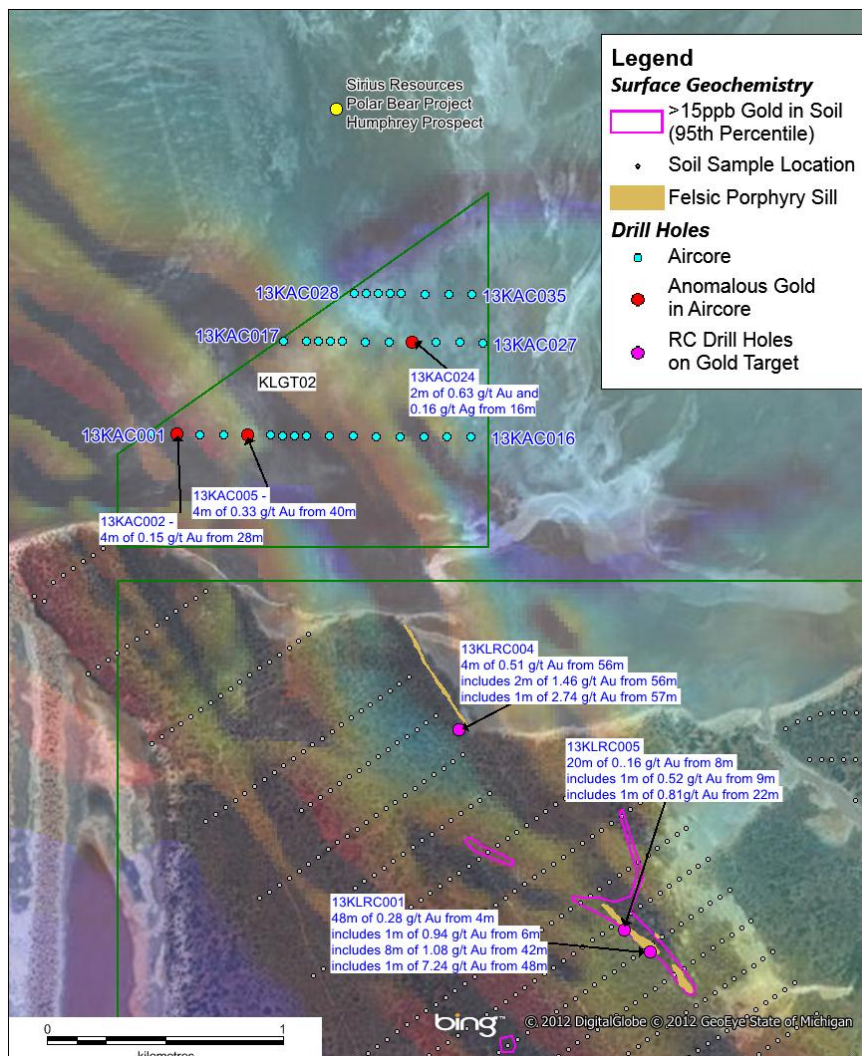 Sirius Resources
Polar Bear Project
Humphrey Prospect
Legend
Surface Geochemistry
>15ppb Gold in Soil
(95th Percentile)
Soil Sample Location
Felsic Porphyry Sill
Drill Holes
Aircore
Anomalous Gold
in Aircore
RC Drill Holes
on Gold Target
13KAC028
13KAC035
13KAC017
13KAC027
13KAC024
2m of 0.63 g/t Au and
0.16 g/t Ag from 16m
KLGT02
13KAC001
13KAC016
13KAC005 -
4m of 0.33 g/t Au from 40m
13KAC002 -
4m of 0.15 g/t Au from 28m
13KLRC004
4m of 0.51 g/t Au from 56m
includes 2m of 1.46 g/t Au from 56m
includes 1m of 2.74 g/t Au from 57m
13KLRC005
20m of 0..16 g/t Au from 8m
includes 1m of 0.52 g/t Au from 9m
includes 1m of 0.81g/t Au from 22m
13KLRC001
48m of 0.28 g/t Au from 4m
includes 1m of 0.94 g/t Au from 6m
includes 8m of 1.08 g/t Au from 42m
includes 1m of 7.24 g/t Au from 48m
0 1
kilometres
bing™ © 2012 DigitalGlobe © 2012 GeoEye State of Michigan